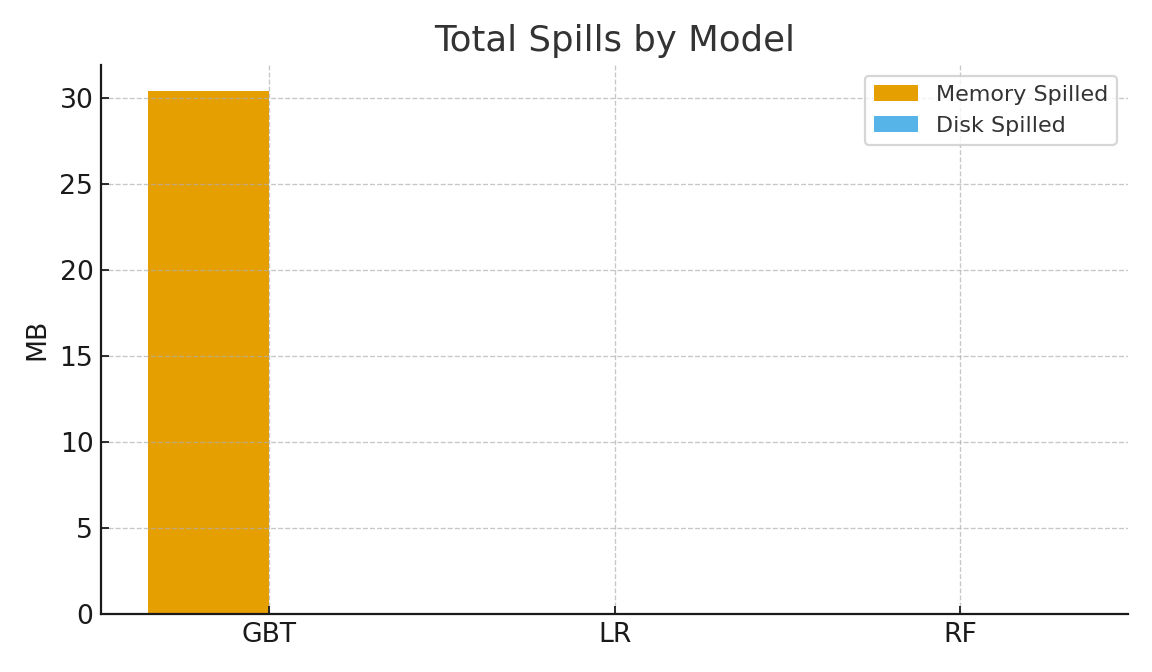 Total Spills by Model
Memory Spilled
Disk Spilled
MB
30
25
20
15
10
5
0
GBT
LR
RF